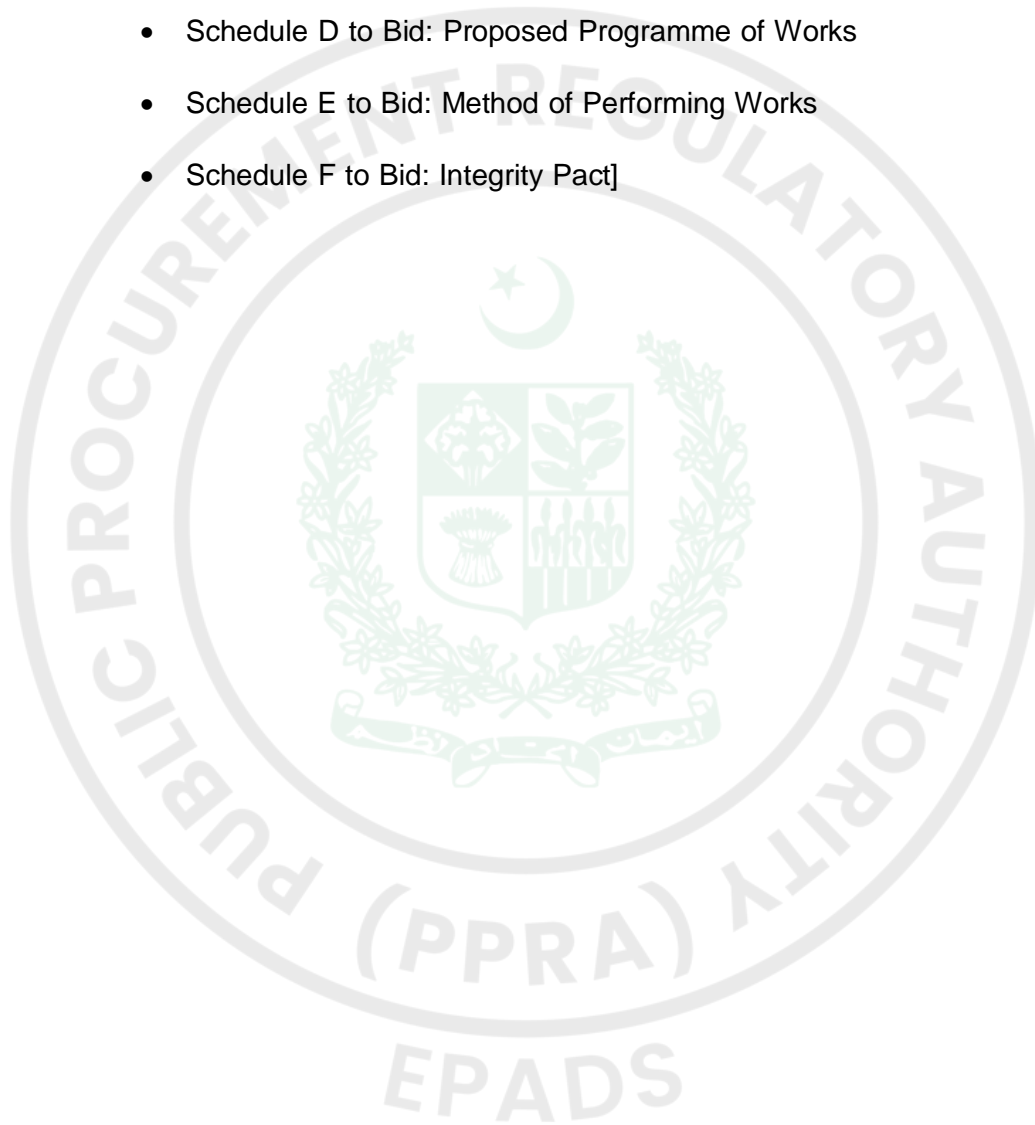 • Schedule D to Bid: Proposed Programme of Works
• Schedule E to Bid: Method of Performing Works
• Schedule F to Bid: Integrity Pact]
PUBLIC PROCUREMENT REGULATORY AUTHORITY
(PPRA)
EPADS